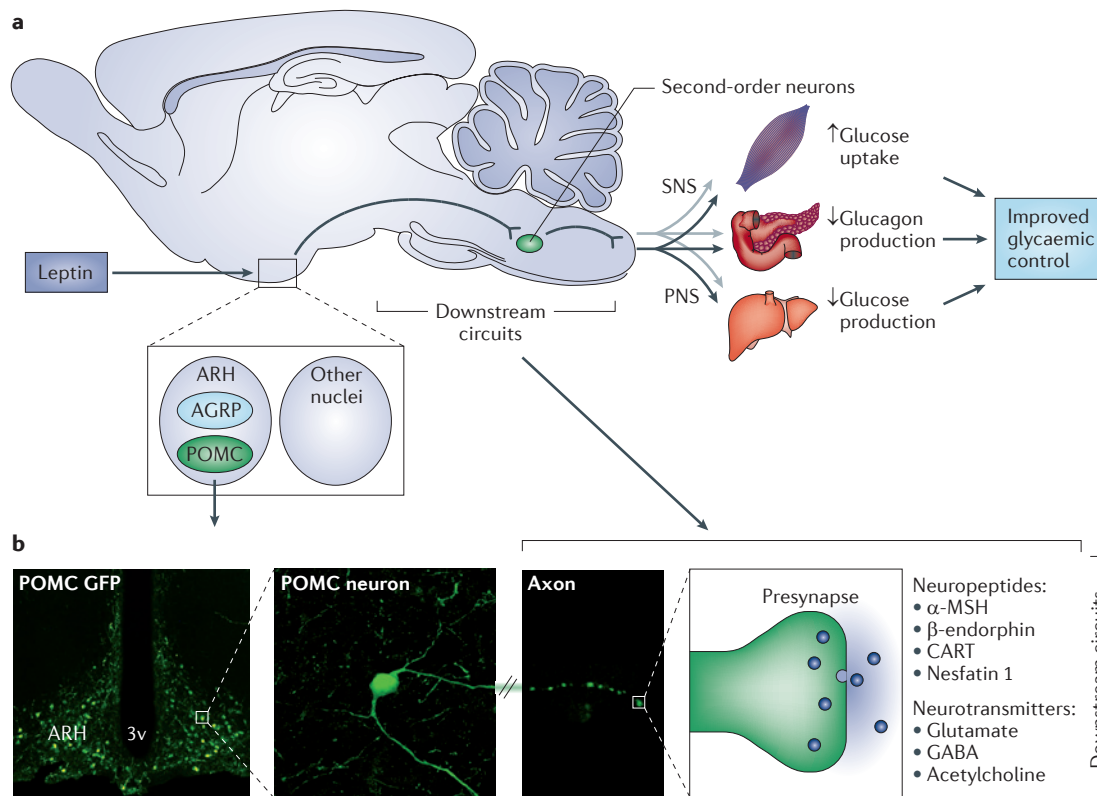 a
Second-order neurons
↑Glucose
uptake
SNS
↓Glucagon
production
Improved
glycaemic
control
Leptin
PNS
↓Glucose
production
Downstream
circuits
ARH
AGRP
POMC
Other
nuclei
b
POMC GFP
ARH
3v
POMC neuron
Axon
Presynapse
Neuropeptides:
• α-MSH
• β-endorphin
• CART
• Nesfatin 1
Neurotransmitters:
• Glutamate
• GABA
• Acetylcholine
Downstream circuits